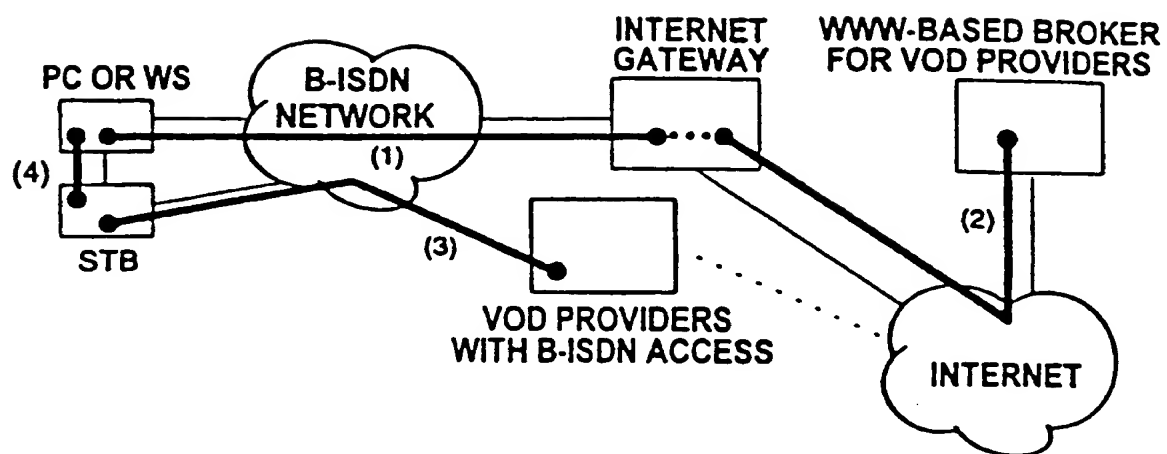 PC OR WS
B-ISDN
NETWORK
INTERNET
GATEWAY
WWW-BASED BROKER
FOR VOD PROVIDERS
(1)
(4)
STB
(3)
(2)
VOD PROVIDERS
WITH B-ISDN ACCESS
INTERNET